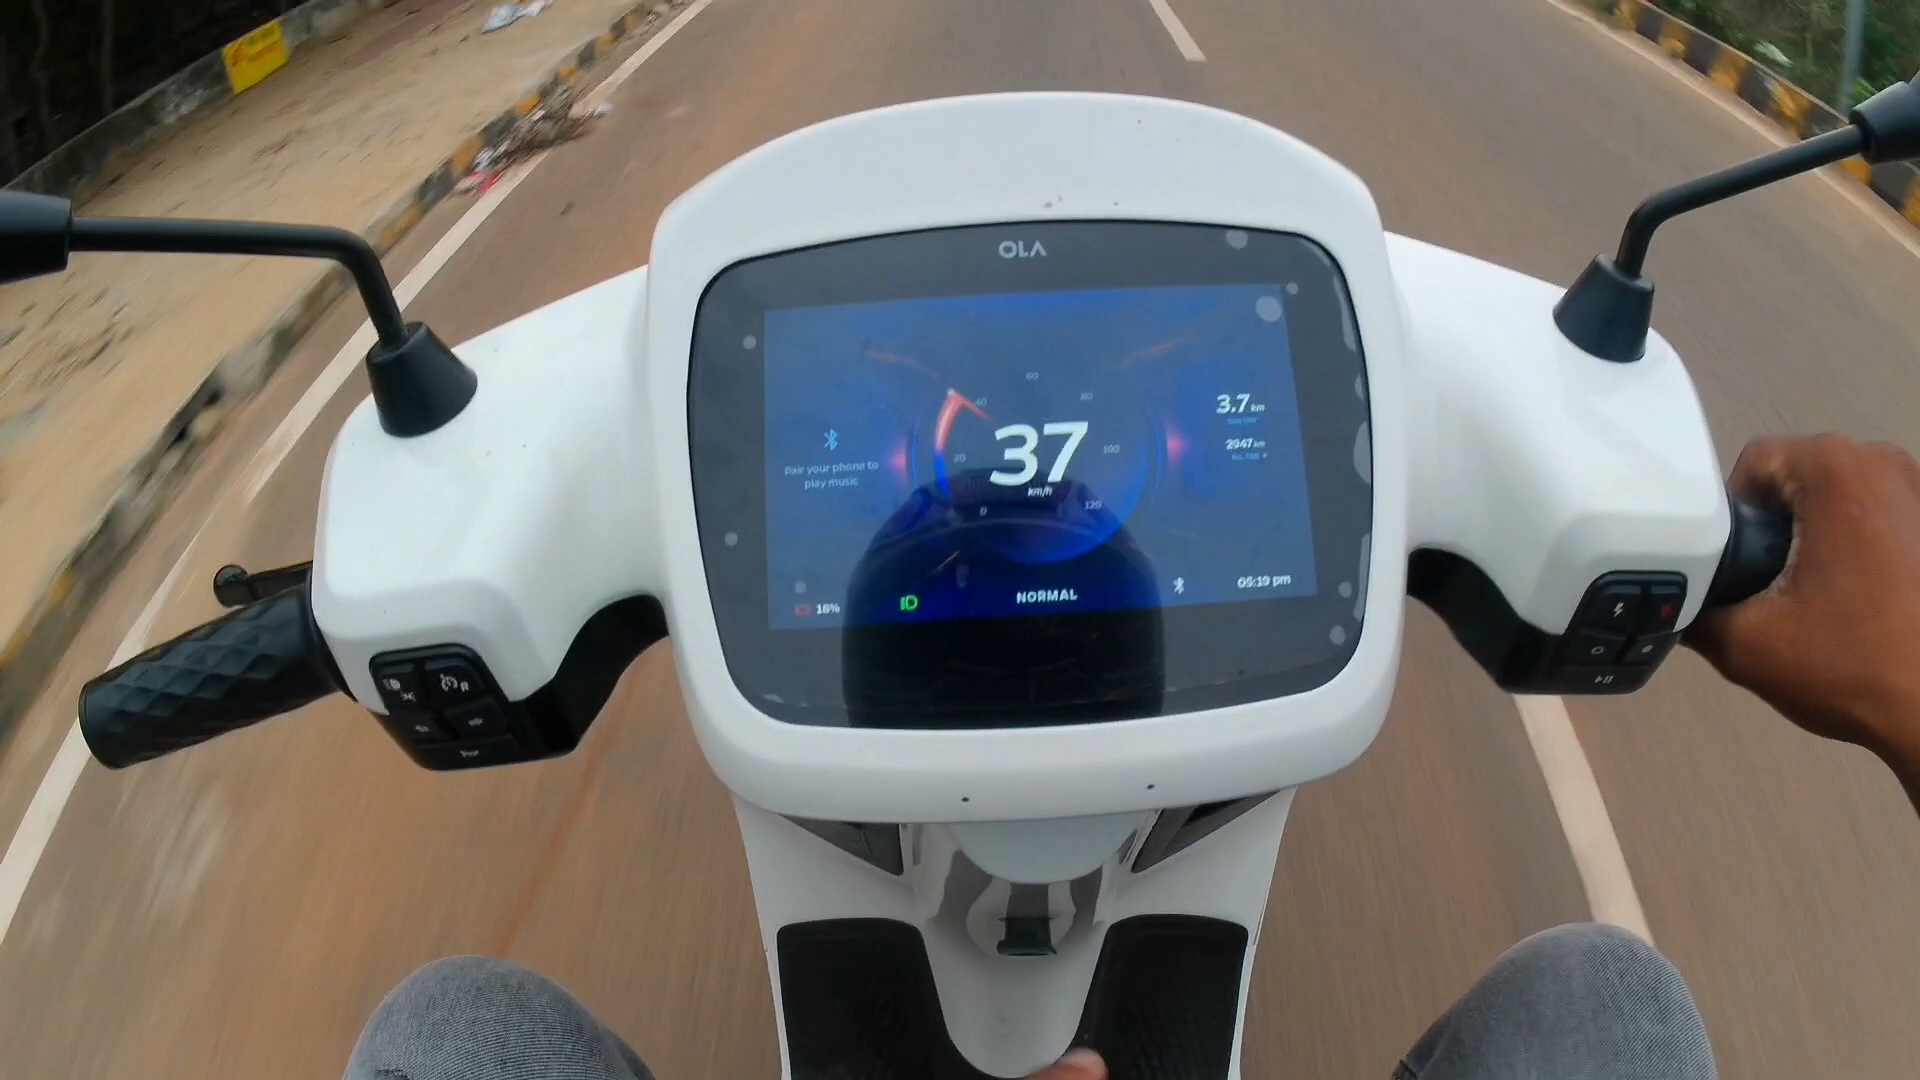 OLA
60
40
80
3.7 km
37
20
100
2947 km
Pair your phone to
play music
km/h
0
120
18%
NORMAL
05:19 pm